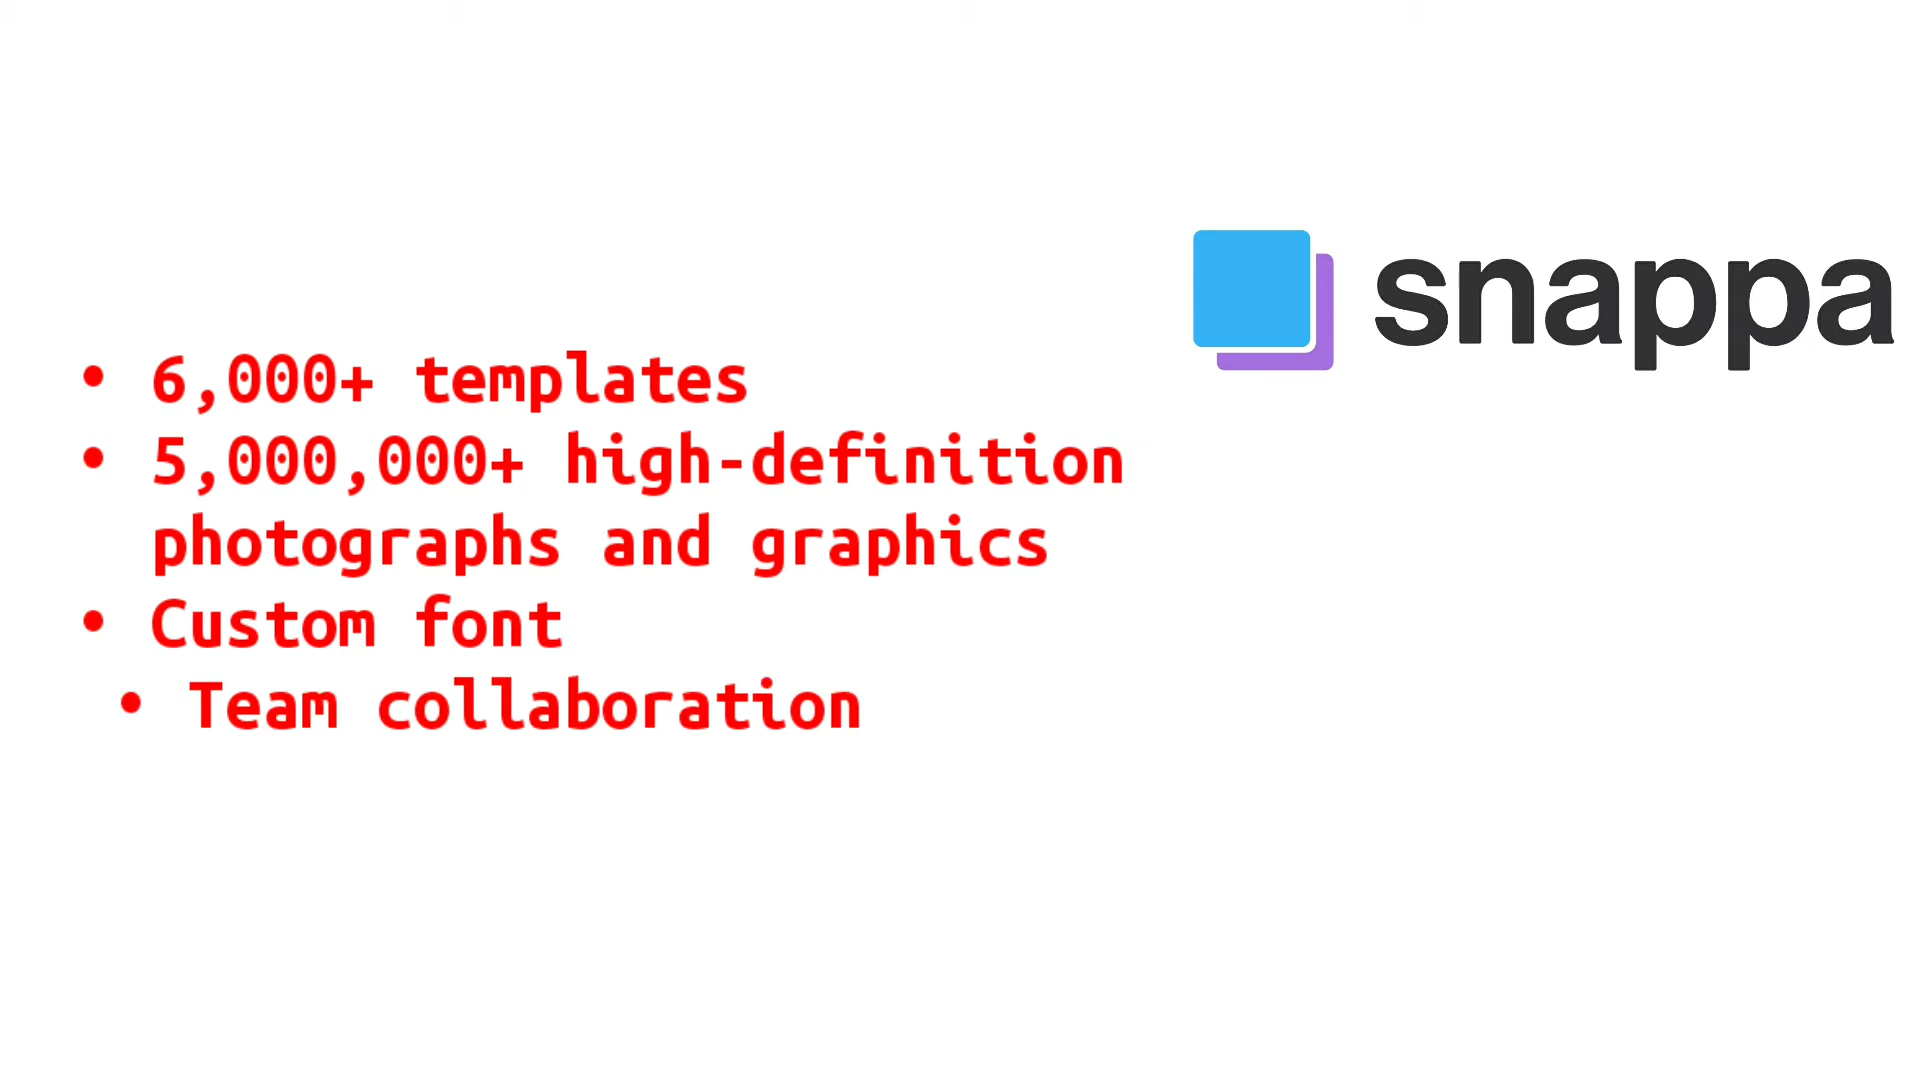 snappa
• 6,000+ templates
• 5,000,000+ high-definition
photographs and graphics
• Custom font
• Team collaboration